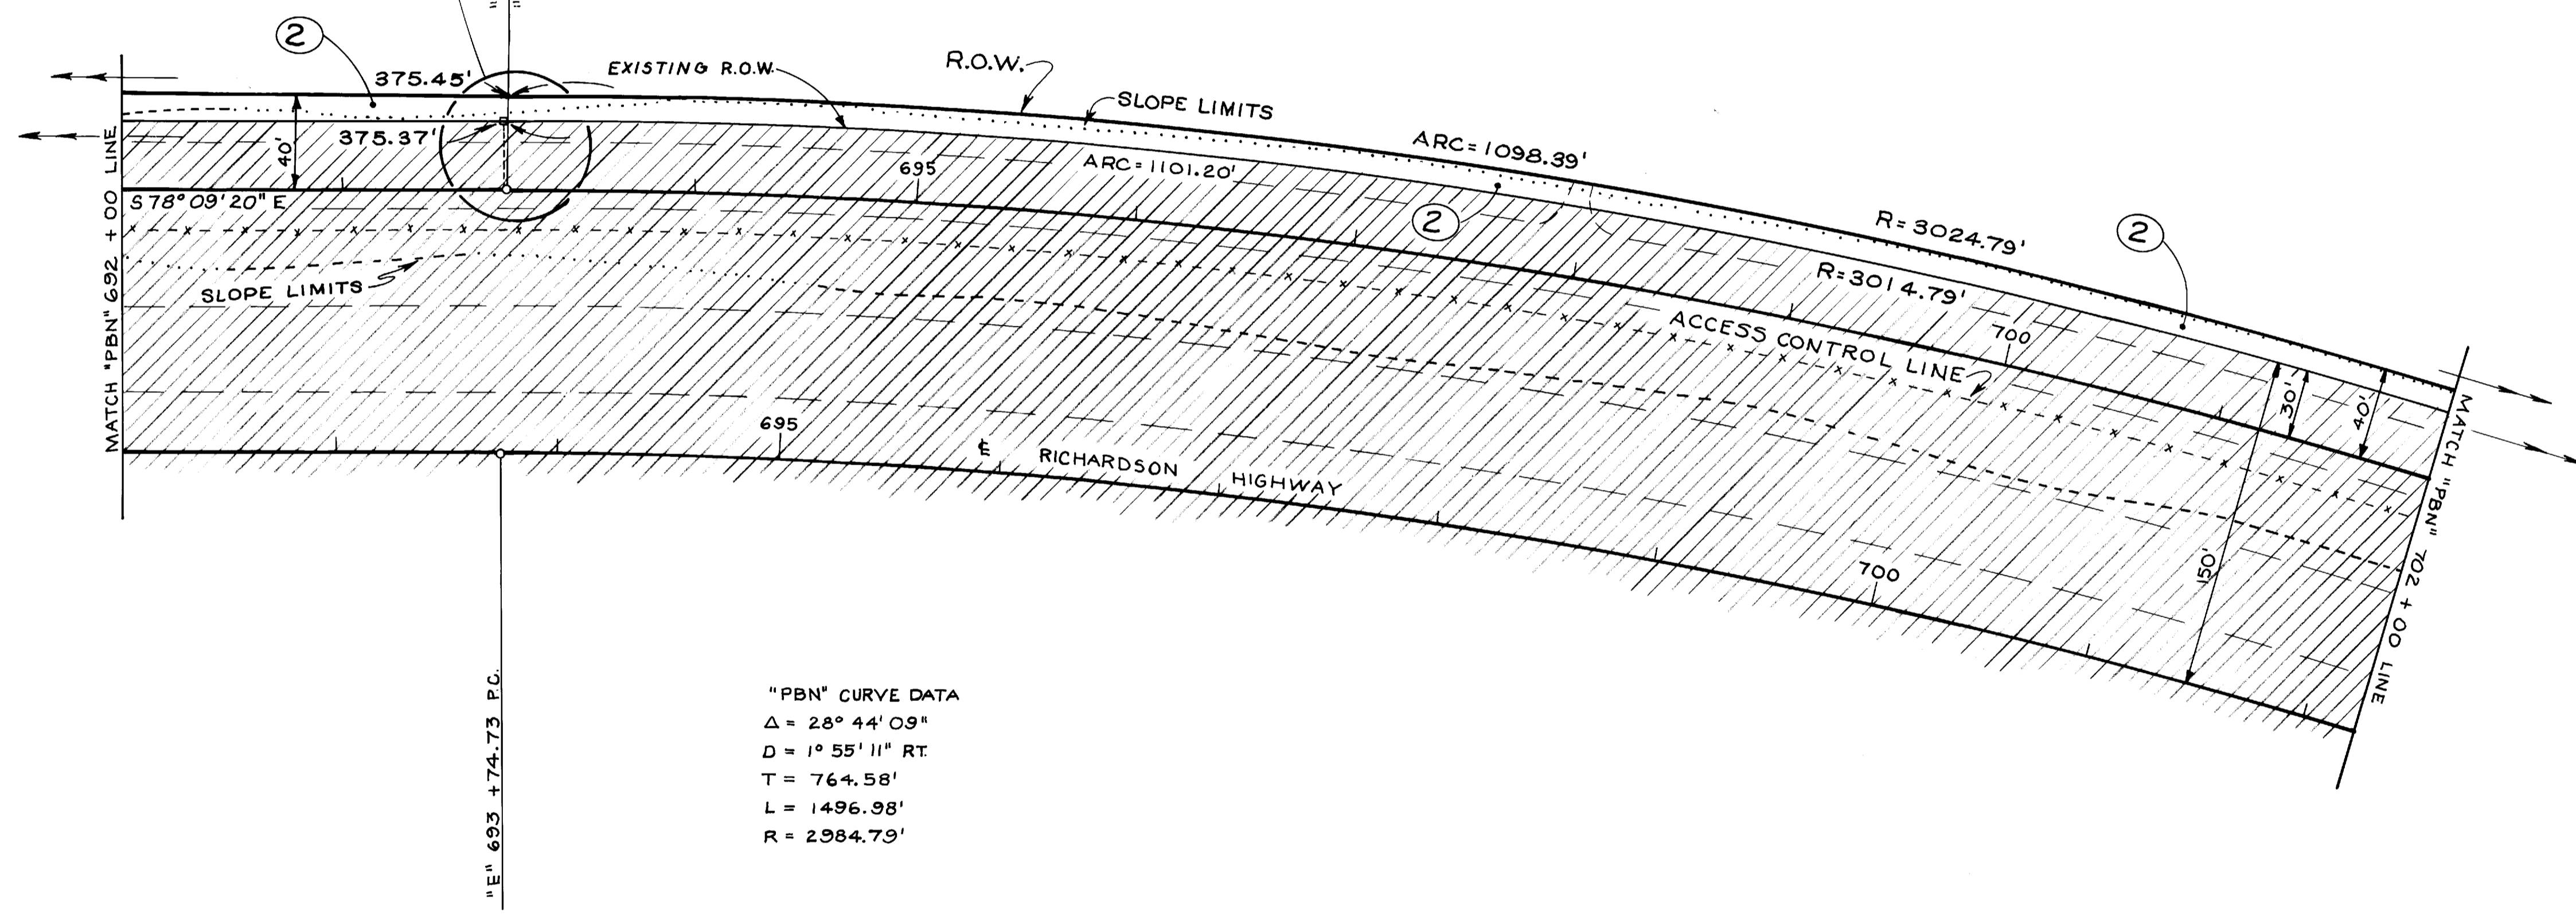 2
375.45'
EXISTING R.O.W.
R.O.W.
SLOPE LIMITS
375.37'
40'
ARC=1098.39'
ARC=1101.20'
695
2
R=3024.79'
2
S 78° 09' 20" E
MATCH "PBN" 692 + 00 LINE
SLOPE LIMITS
R=3014.79'
ACCESS CONTROL LINE
700
30'
40'
150'
MATCH "PBN" 702 + 00 LINE
695
℄ RICHARDSON HIGHWAY
700
"E" 693 +74.73 P.C.
"PBN" CURVE DATA
Δ = 28° 44' 09"
D = 1° 55' 11" RT.
T = 764.58'
L = 1496.98'
R = 2984.79'